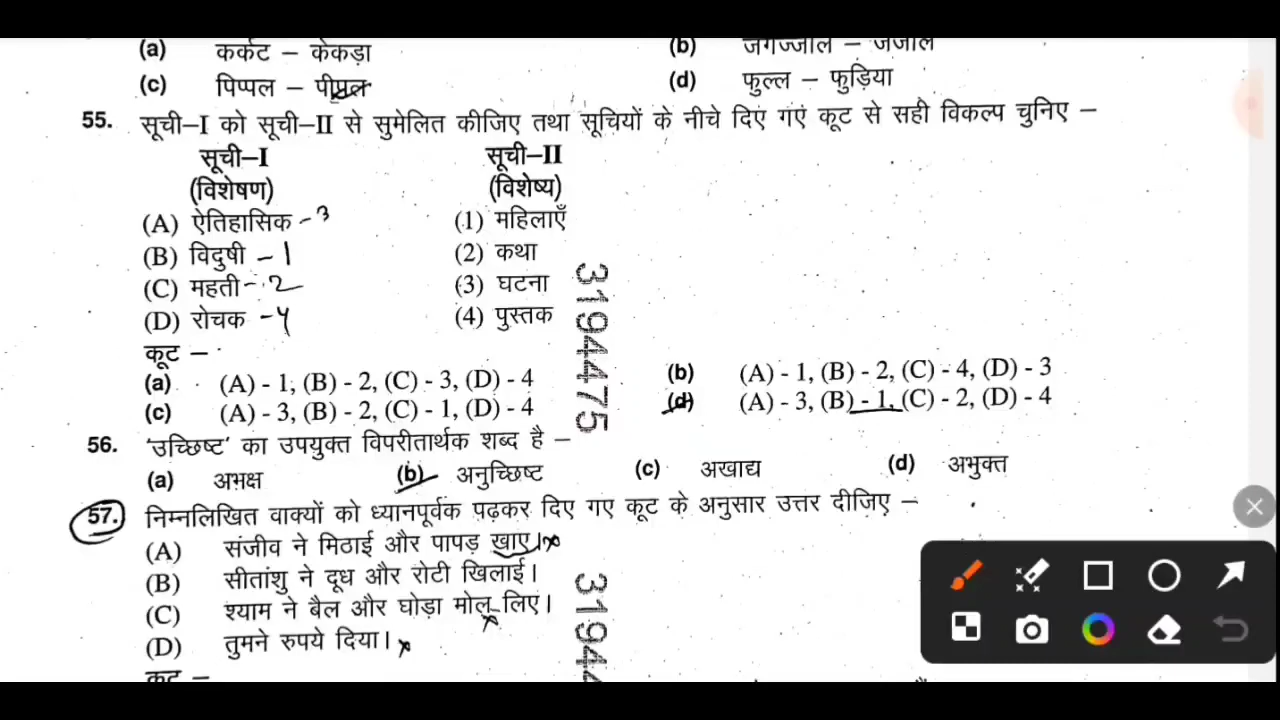 (a) कर्कट – केकड़ा (b) जगज्जाल – जंजाल
(c) पिप्पल – पीपल (d) फुल्ल – फुड़िया
55. सूची–I को सूची–II से सुमेलित कीजिए तथा सूचियों के नीचे दिए गएं कूट से सही विकल्प चुनिए –
सूची–I सूची–II
(विशेषण) (विशेष्य)
(A) ऐतिहासिक - 3 (1) महिलाएँ
(B) विदुषी - 1 (2) कथा
(C) महती - 2 (3) घटना
(D) रोचक - 4 (4) पुस्तक
कूट –
(a) (A) - 1, (B) - 2, (C) - 3, (D) - 4 (b) (A) - 1, (B) - 2, (C) - 4, (D) - 3
(c) (A) - 3, (B) - 2, (C) - 1, (D) - 4 (d) (A) - 3, (B) - 1, (C) - 2, (D) - 4
3194475
56. 'उच्छिष्ट' का उपयुक्त विपरीतार्थक शब्द है –
(a) अभक्ष (b) अनुच्छिष्ट (c) अखाद्य (d) अभुक्त
57. निम्नलिखित वाक्यों को ध्यानपूर्वक पढ़कर दिए गए कूट के अनुसार उत्तर दीजिए –
(A) संजीव ने मिठाई और पापड़ खाए।
(B) सीतांशु ने दूध और रोटी खिलाई।
(C) श्याम ने बैल और घोड़ा मोल लिए।
(D) तुमने रुपये दिया।
3194
कूट –